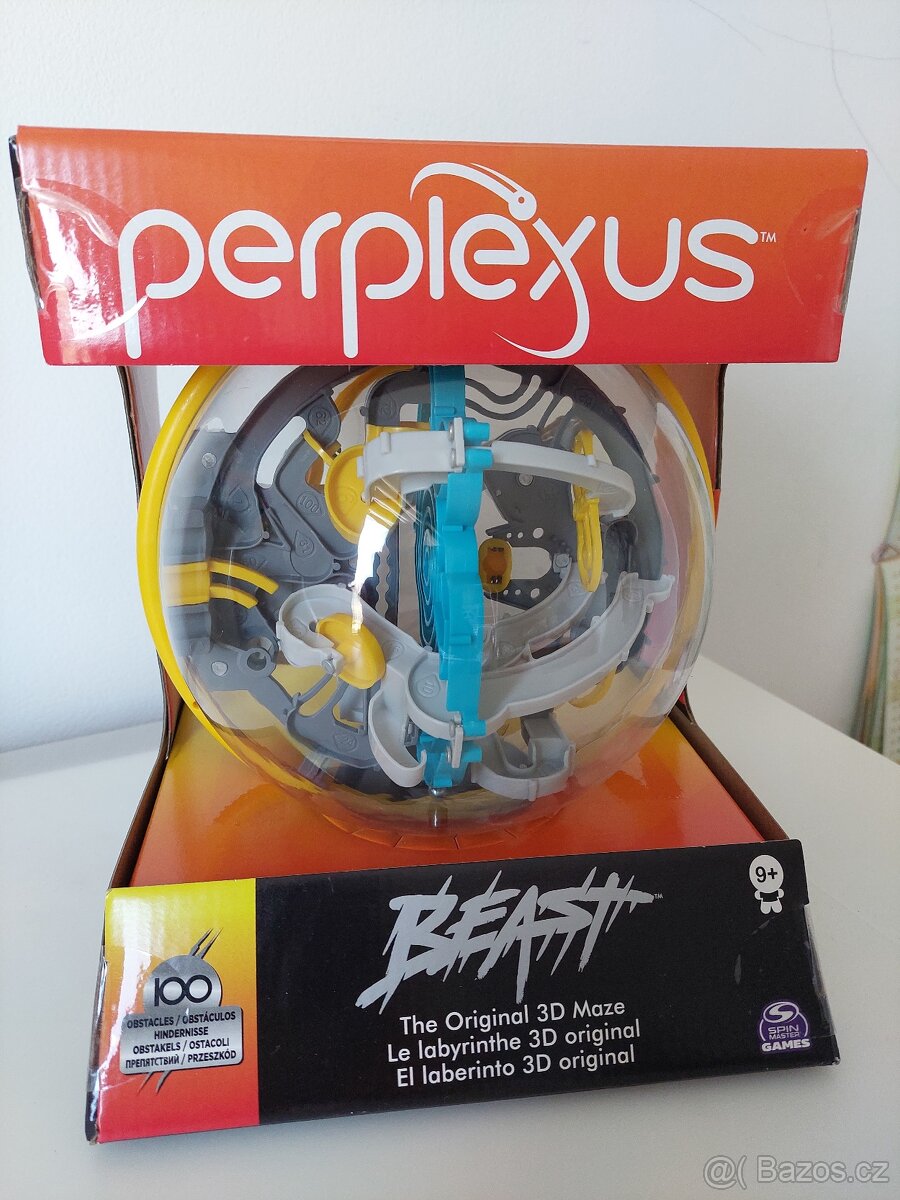 perplexus™
BEAST™
9+
The Original 3D Maze
Le labyrinthe 3D original
El laberinto 3D original
100
OBSTACLES / OBSTÁCULOS
HINDERNISSE
OBSTAKELS / OSTACOLI
ПРЕПЯТСТВИЙ / PRZESZKÓD
SPIN
MASTER
GAMES
@( Bazos.cz